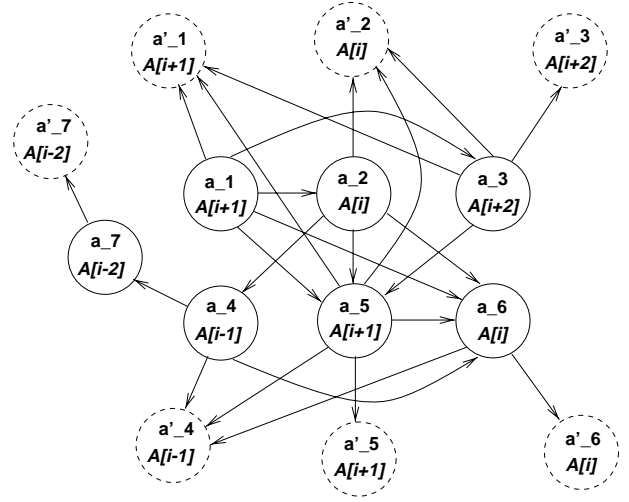 a'_1
A[i+1]
a'_2
A[i]
a'_3
A[i+2]
a'_7
A[i-2]
a_1
A[i+1]
a_2
A[i]
a_3
A[i+2]
a_7
A[i-2]
a_4
A[i-1]
a_5
A[i+1]
a_6
A[i]
a'_4
A[i-1]
a'_5
A[i+1]
a'_6
A[i]